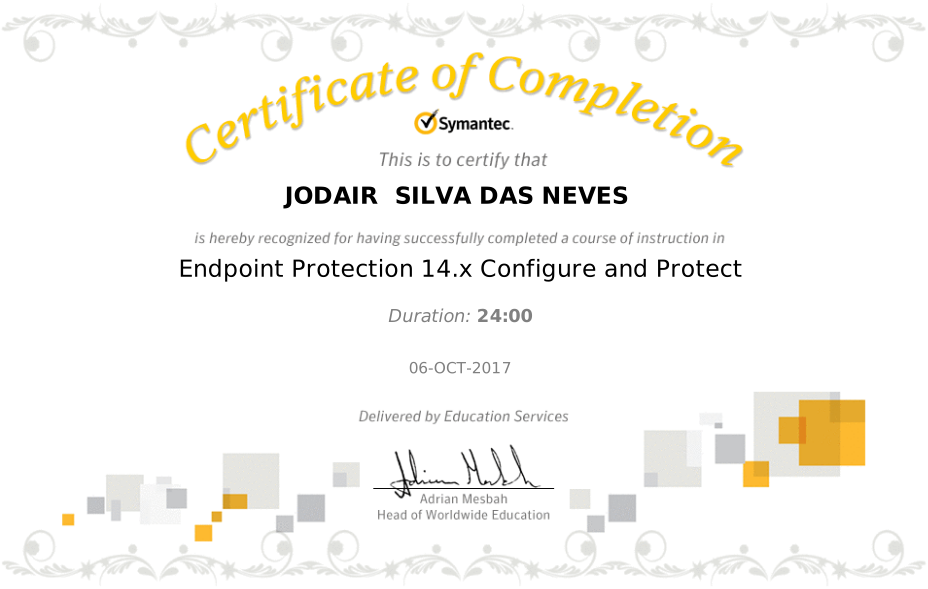 Certificate of Completion
Symantec.
This is to certify that
JODAIR  SILVA DAS NEVES
is hereby recognized for having successfully completed a course of instruction in
Endpoint Protection 14.x Configure and Protect
Duration: 24:00
06-OCT-2017
Delivered by Education Services
Adrian Mesbah
Adrian Mesbah
Head of Worldwide Education